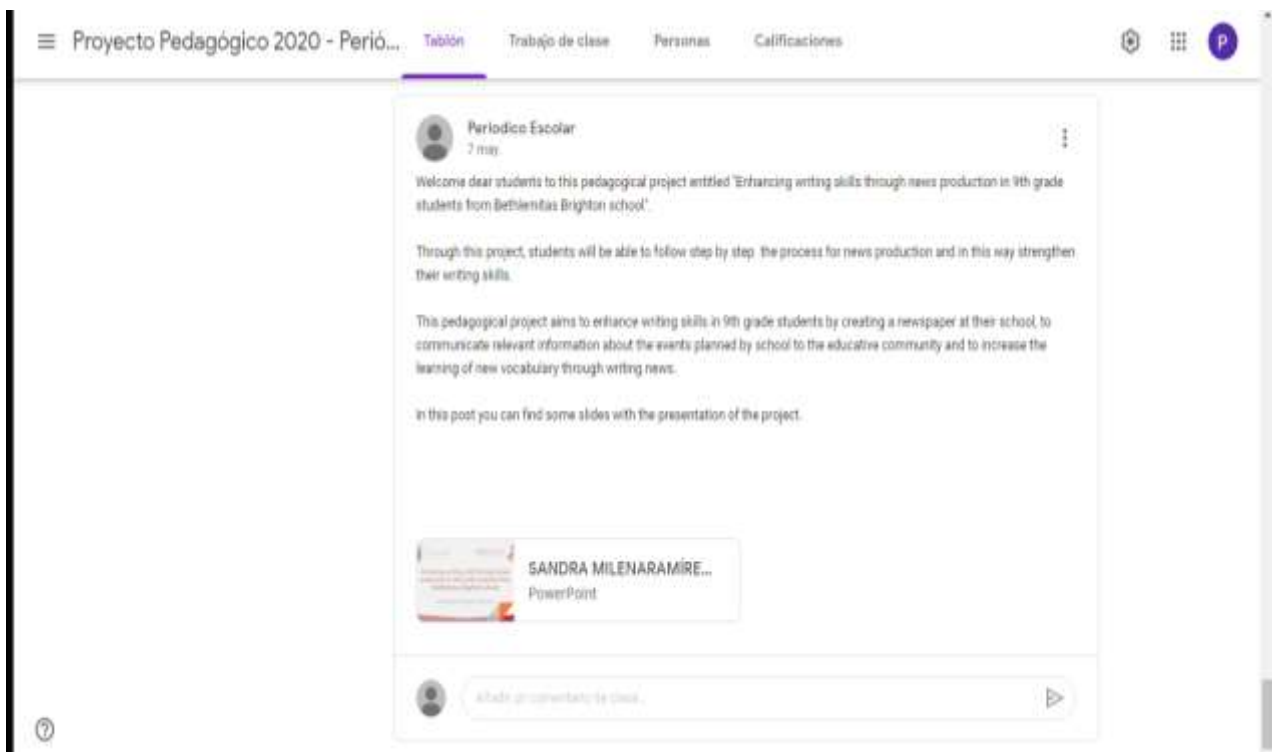 Proyecto Pedagógico 2020 - Perió...
Tablón
Trabajo de clase
Personas
Calificaciones
P
Periodico Escolar
7 may
Welcome dear students to this pedagogical project entitled "Enhancing writing skills through news production in 9th grade
students from Bethlemitas Brighton school".
Through this project, students will be able to follow step by step the process for news production and in this way strengthen
their writing skills.
This pedagogical project aims to enhance writing skills in 9th grade students by creating a newspaper at their school, to
communicate relevant information about the events planned by school to the educative community and to increase the
learning of new vocabulary through writing news.
In this post you can find some slides with the presentation of the project.
SANDRA MILENARAMÍRE...
PowerPoint
Añadir un comentario de clase...